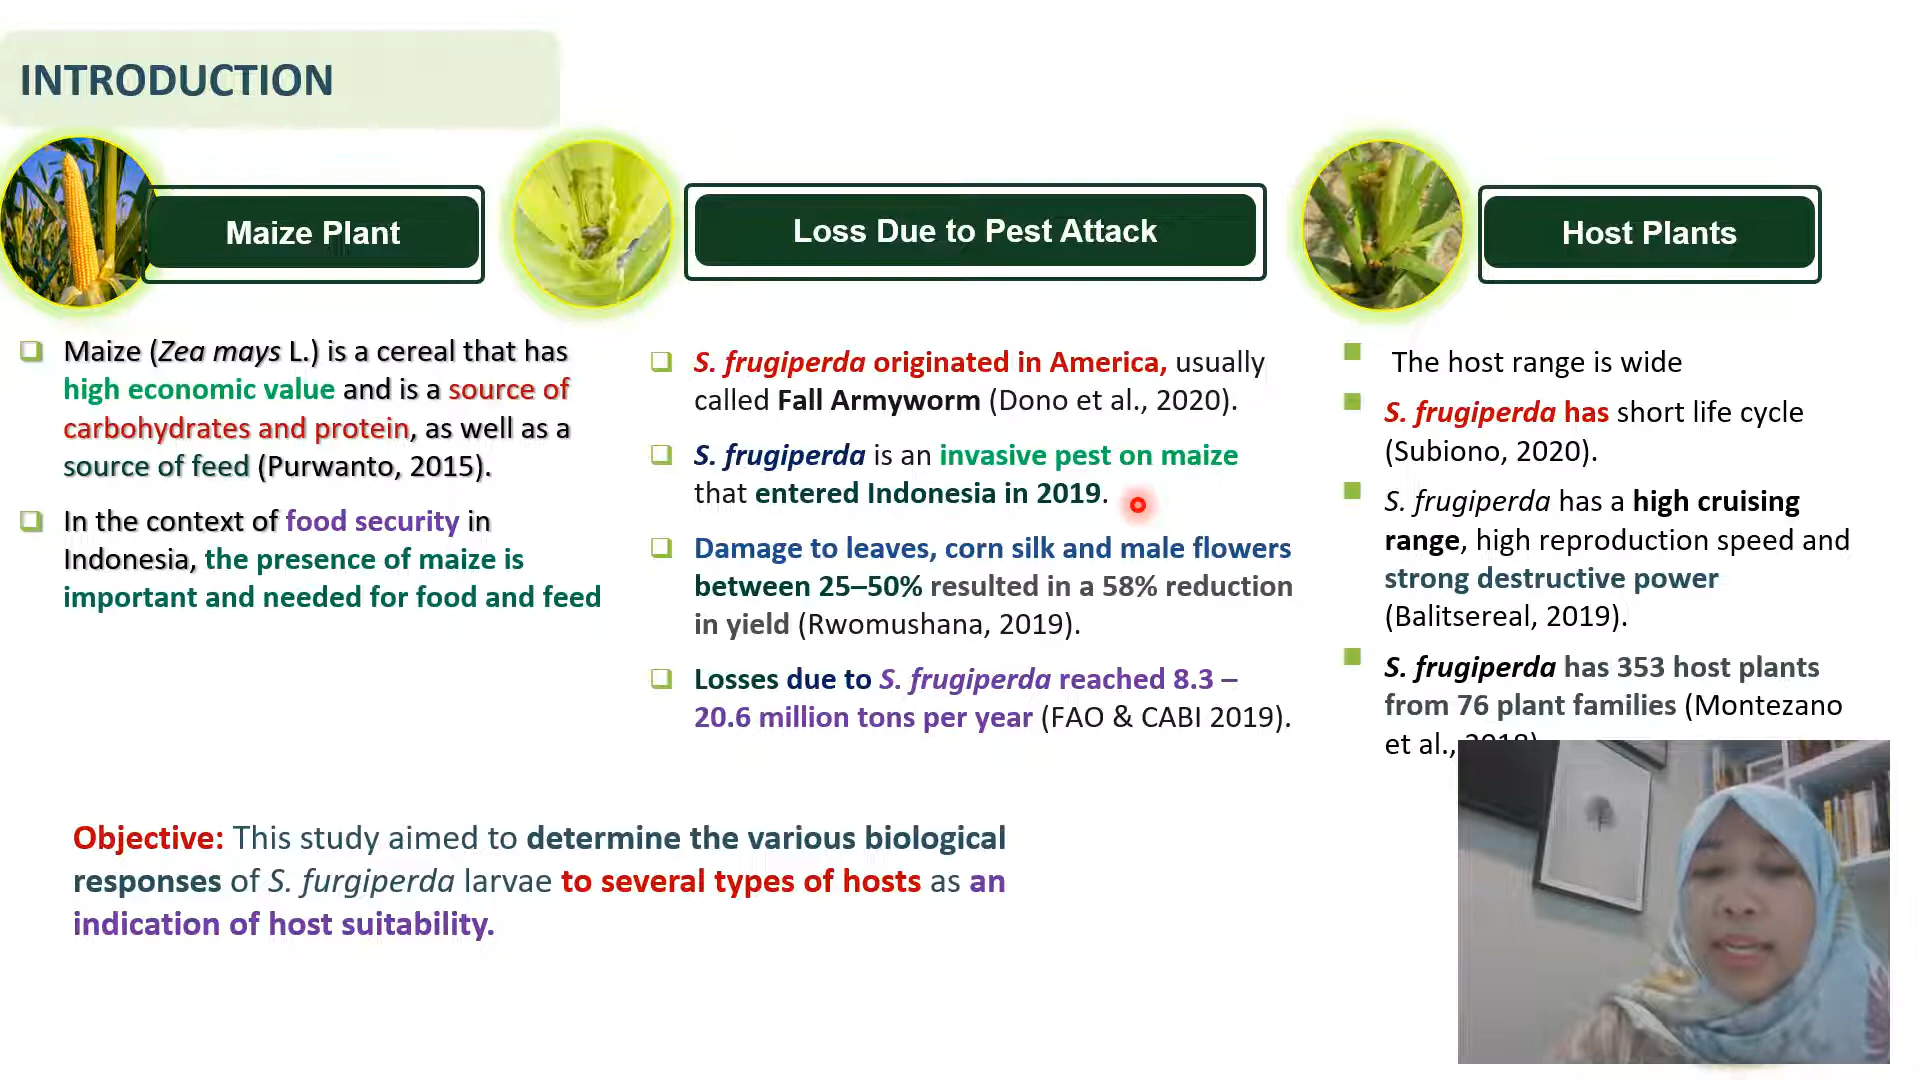 INTRODUCTION
Maize Plant
Maize (Zea mays L.) is a cereal that has
high economic value and is a source of
carbohydrates and protein, as well as a
source of feed (Purwanto, 2015).
In the context of food security in
Indonesia, the presence of maize is
important and needed for food and feed
Loss Due to Pest Attack
S. frugiperda originated in America, usually
called Fall Armyworm (Dono et al., 2020).
S. frugiperda is an invasive pest on maize
that entered Indonesia in 2019.
Damage to leaves, corn silk and male flowers
between 25–50% resulted in a 58% reduction
in yield (Rwomushana, 2019).
Losses due to S. frugiperda reached 8.3 –
20.6 million tons per year (FAO & CABI 2019).
Host Plants
The host range is wide
S. frugiperda has short life cycle
(Subiono, 2020).
S. frugiperda has a high cruising
range, high reproduction speed and
strong destructive power
(Balitsereal, 2019).
S. frugiperda has 353 host plants
from 76 plant families (Montezano
et al., 2018)
Objective: This study aimed to determine the various biological
responses of S. furgiperda larvae to several types of hosts as an
indication of host suitability.